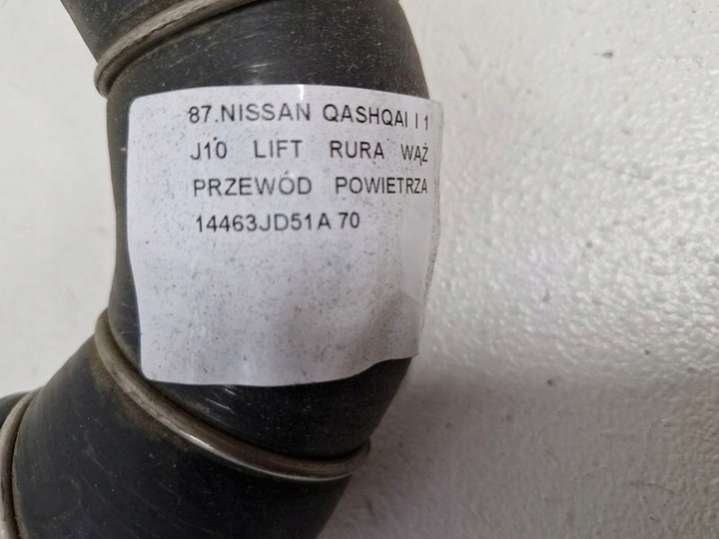 87.NISSAN QASHQAI I 1
J10 LIFT RURA WĄŻ
PRZEWÓD POWIETRZA
14463JD51A 70